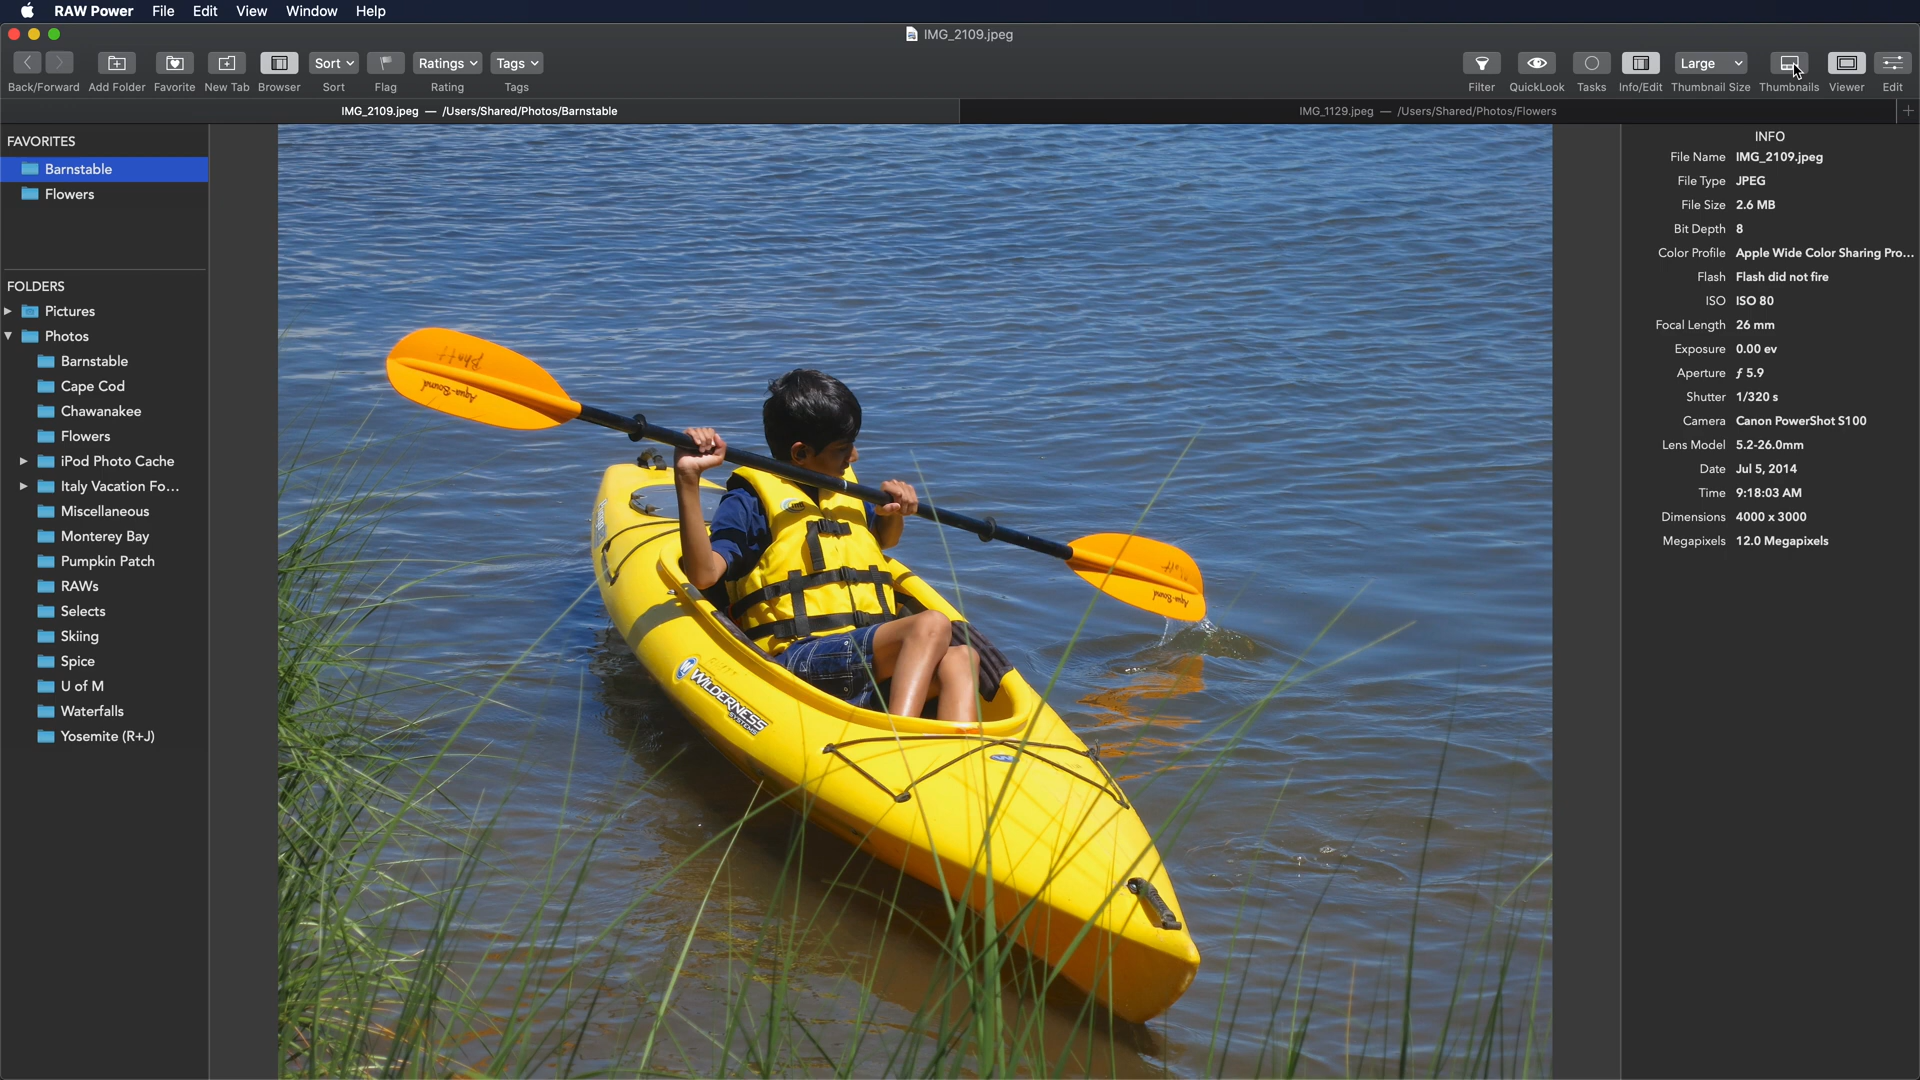 RAW Power File Edit View Window Help
IMG_2109.jpeg
Sort Ratings Tags Large
Back/Forward Add Folder Favorite New Tab Browser Sort Flag Rating Tags Filter QuickLook Tasks Info/Edit Thumbnail Size Thumbnails Viewer Edit
IMG_2109.jpeg — /Users/Shared/Photos/Barnstable
IMG_1129.jpeg — /Users/Shared/Photos/Flowers
FAVORITES
Barnstable
Flowers
FOLDERS
Pictures
Photos
Barnstable
Cape Cod
Chawanakee
Flowers
iPod Photo Cache
Italy Vacation Fo...
Miscellaneous
Monterey Bay
Pumpkin Patch
RAWs
Selects
Skiing
Spice
U of M
Waterfalls
Yosemite (R+J)
Aqua-Bound
WILDERNESS
SYSTEMS
Aqua-Bound
INFO
File Name IMG_2109.jpeg
File Type JPEG
File Size 2.6 MB
Bit Depth 8
Color Profile Apple Wide Color Sharing Pro...
Flash Flash did not fire
ISO ISO 80
Focal Length 26 mm
Exposure 0.00 ev
Aperture ƒ 5.9
Shutter 1/320 s
Camera Canon PowerShot S100
Lens Model 5.2-26.0mm
Date Jul 5, 2014
Time 9:18:03 AM
Dimensions 4000 x 3000
Megapixels 12.0 Megapixels